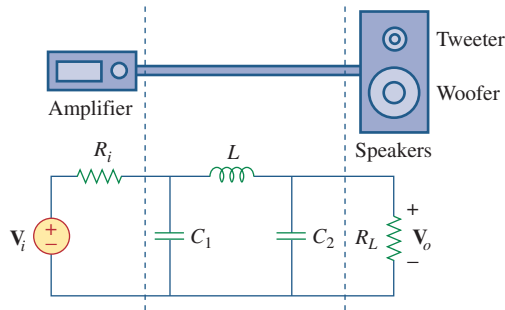 Tweeter
Woofer
Amplifier
Speakers
R_i
L
V_i
+
−
C_1
C_2
R_L
+
V_o
−